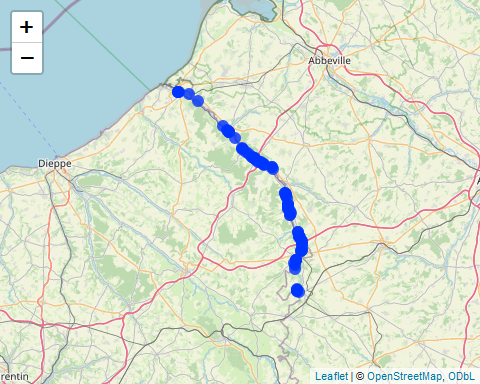 +
−
Abbeville
Dieppe
A
rentin
Leaflet | © OpenStreetMap, ODbL